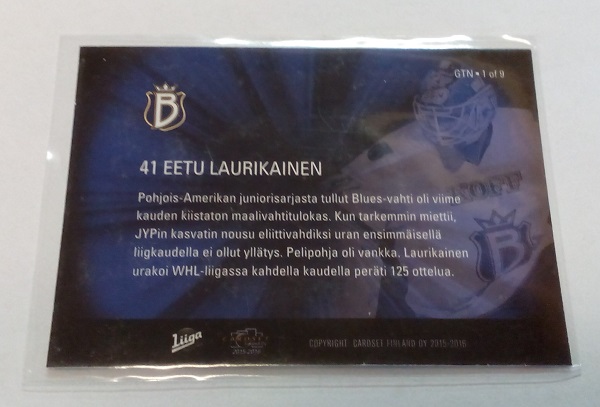 GTN • 1 of 9
B
41 EETU LAURIKAINEN
Pohjois-Amerikan juniorisarjasta tullut Blues-vahti oli viime
kauden kiistaton maalivahtitulokas. Kun tarkemmin miettii,
JYPin kasvatin nousu eliittivahdiksi uran ensimmäisellä
liigakaudella ei ollut yllätys. Pelipohja oli vankka. Laurikainen
urakoi WHL-liigassa kahdella kaudella peräti 125 ottelua.
B
Liiga
COPYRIGHT: CARDSET FINLAND OY 2015-2016